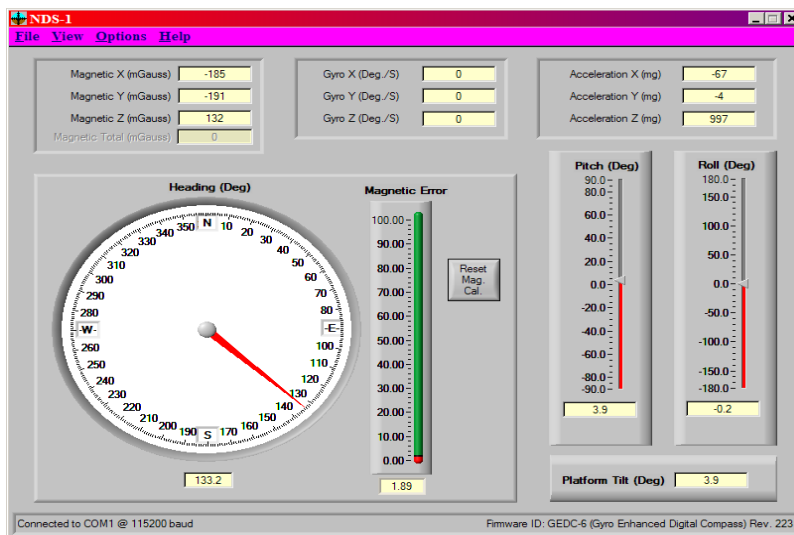 NDS-1
File View Options Help
Magnetic X (mGauss) -185
Magnetic Y (mGauss) -191
Magnetic Z (mGauss) 132
Magnetic Total (mGauss) 0
Gyro X (Deg./S) 0
Gyro Y (Deg./S) 0
Gyro Z (Deg./S) 0
Acceleration X (mg) -67
Acceleration Y (mg) -4
Acceleration Z (mg) 997
Heading (Deg)
N
10
20
30
40
50
60
70
80
-E-
100
110
120
130
140
150
160
170
S
190
200
210
220
230
240
250
260
-W-
280
290
300
310
320
330
340
350
133.2
Magnetic Error
100.00
90.00
80.00
70.00
60.00
50.00
40.00
30.00
20.00
10.00
0.00
1.89
Reset
Mag.
Cal.
Pitch (Deg)
90.0
80.0
60.0
40.0
20.0
0.0
-20.0
-40.0
-60.0
-80.0
-90.0
3.9
Roll (Deg)
180.0
150.0
100.0
50.0
0.0
-50.0
-100.0
-150.0
-180.0
-0.2
Platform Tilt (Deg) 3.9
Connected to COM1 @ 115200 baud
Firmware ID: GEDC-6 (Gyro Enhanced Digital Compass) Rev. 223